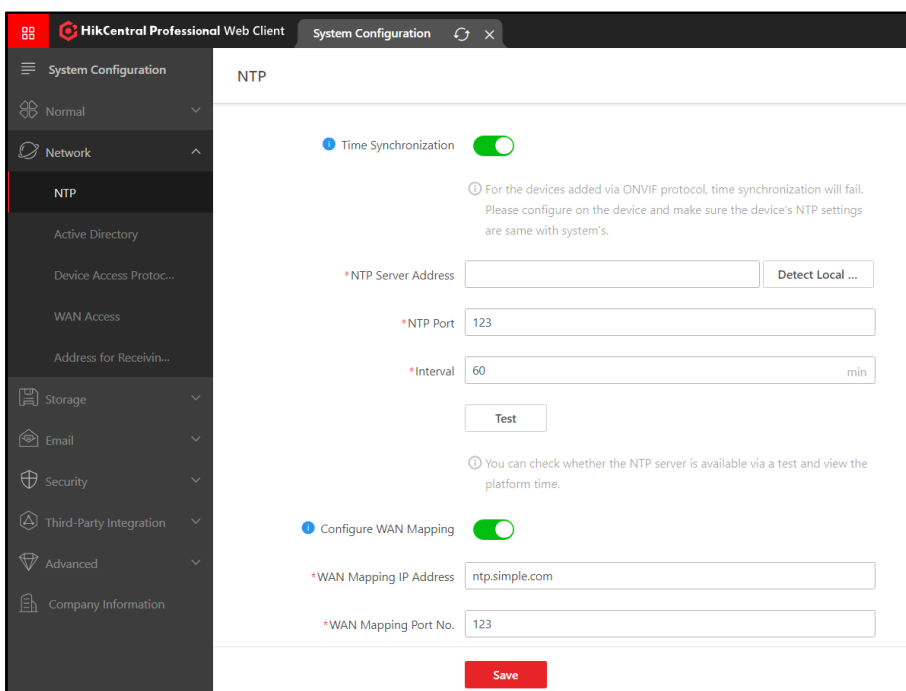 HikCentral Professional Web Client
System Configuration
System Configuration
Normal
Network
NTP
Active Directory
Device Access Protoc...
WAN Access
Address for Receivin...
Storage
Email
Security
Third-Party Integration
Advanced
Company Information
NTP
Time Synchronization
For the devices added via ONVIF protocol, time synchronization will fail.
Please configure on the device and make sure the device's NTP settings
are same with system's.
*NTP Server Address
Detect Local ...
*NTP Port 123
*Interval 60 min
Test
You can check whether the NTP server is available via a test and view the
platform time.
Configure WAN Mapping
*WAN Mapping IP Address ntp.simple.com
*WAN Mapping Port No. 123
Save